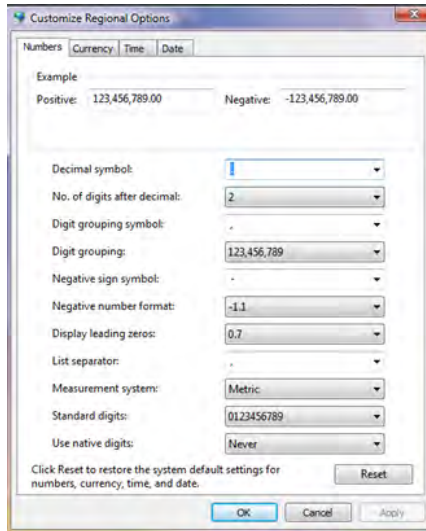 Customize Regional Options
Numbers Currency Time Date
Example
Positive: 123,456,789.00 Negative: -123,456,789.00
Decimal symbol: .
No. of digits after decimal: 2
Digit grouping symbol: ,
Digit grouping: 123,456,789
Negative sign symbol: -
Negative number format: -1.1
Display leading zeros: 0.7
List separator: ,
Measurement system: Metric
Standard digits: 0123456789
Use native digits: Never
Click Reset to restore the system default settings for
numbers, currency, time, and date. Reset
OK Cancel Apply